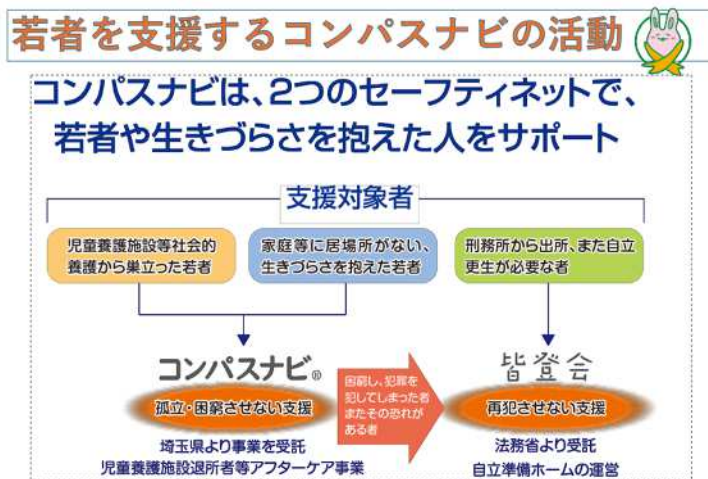 若者を支援するコンパスナビの活動
コンパスナビは、2つのセーフティネットで、
若者や生きづらさを抱えた人をサポート
支援対象者
児童養護施設等社会的
養護から巣立った若者
家庭等に居場所がない、
生きづらさを抱えた若者
刑務所から出所、また自立
更生が必要な者
コンパスナビ®
孤立・困窮させない支援
埼玉県より事業を受託
児童養護施設退所者等アフターケア事業
困窮し、犯罪を
犯してしまった者
またその恐れが
ある者
皆登会
再犯させない支援
法務省より受託
自立準備ホームの運営